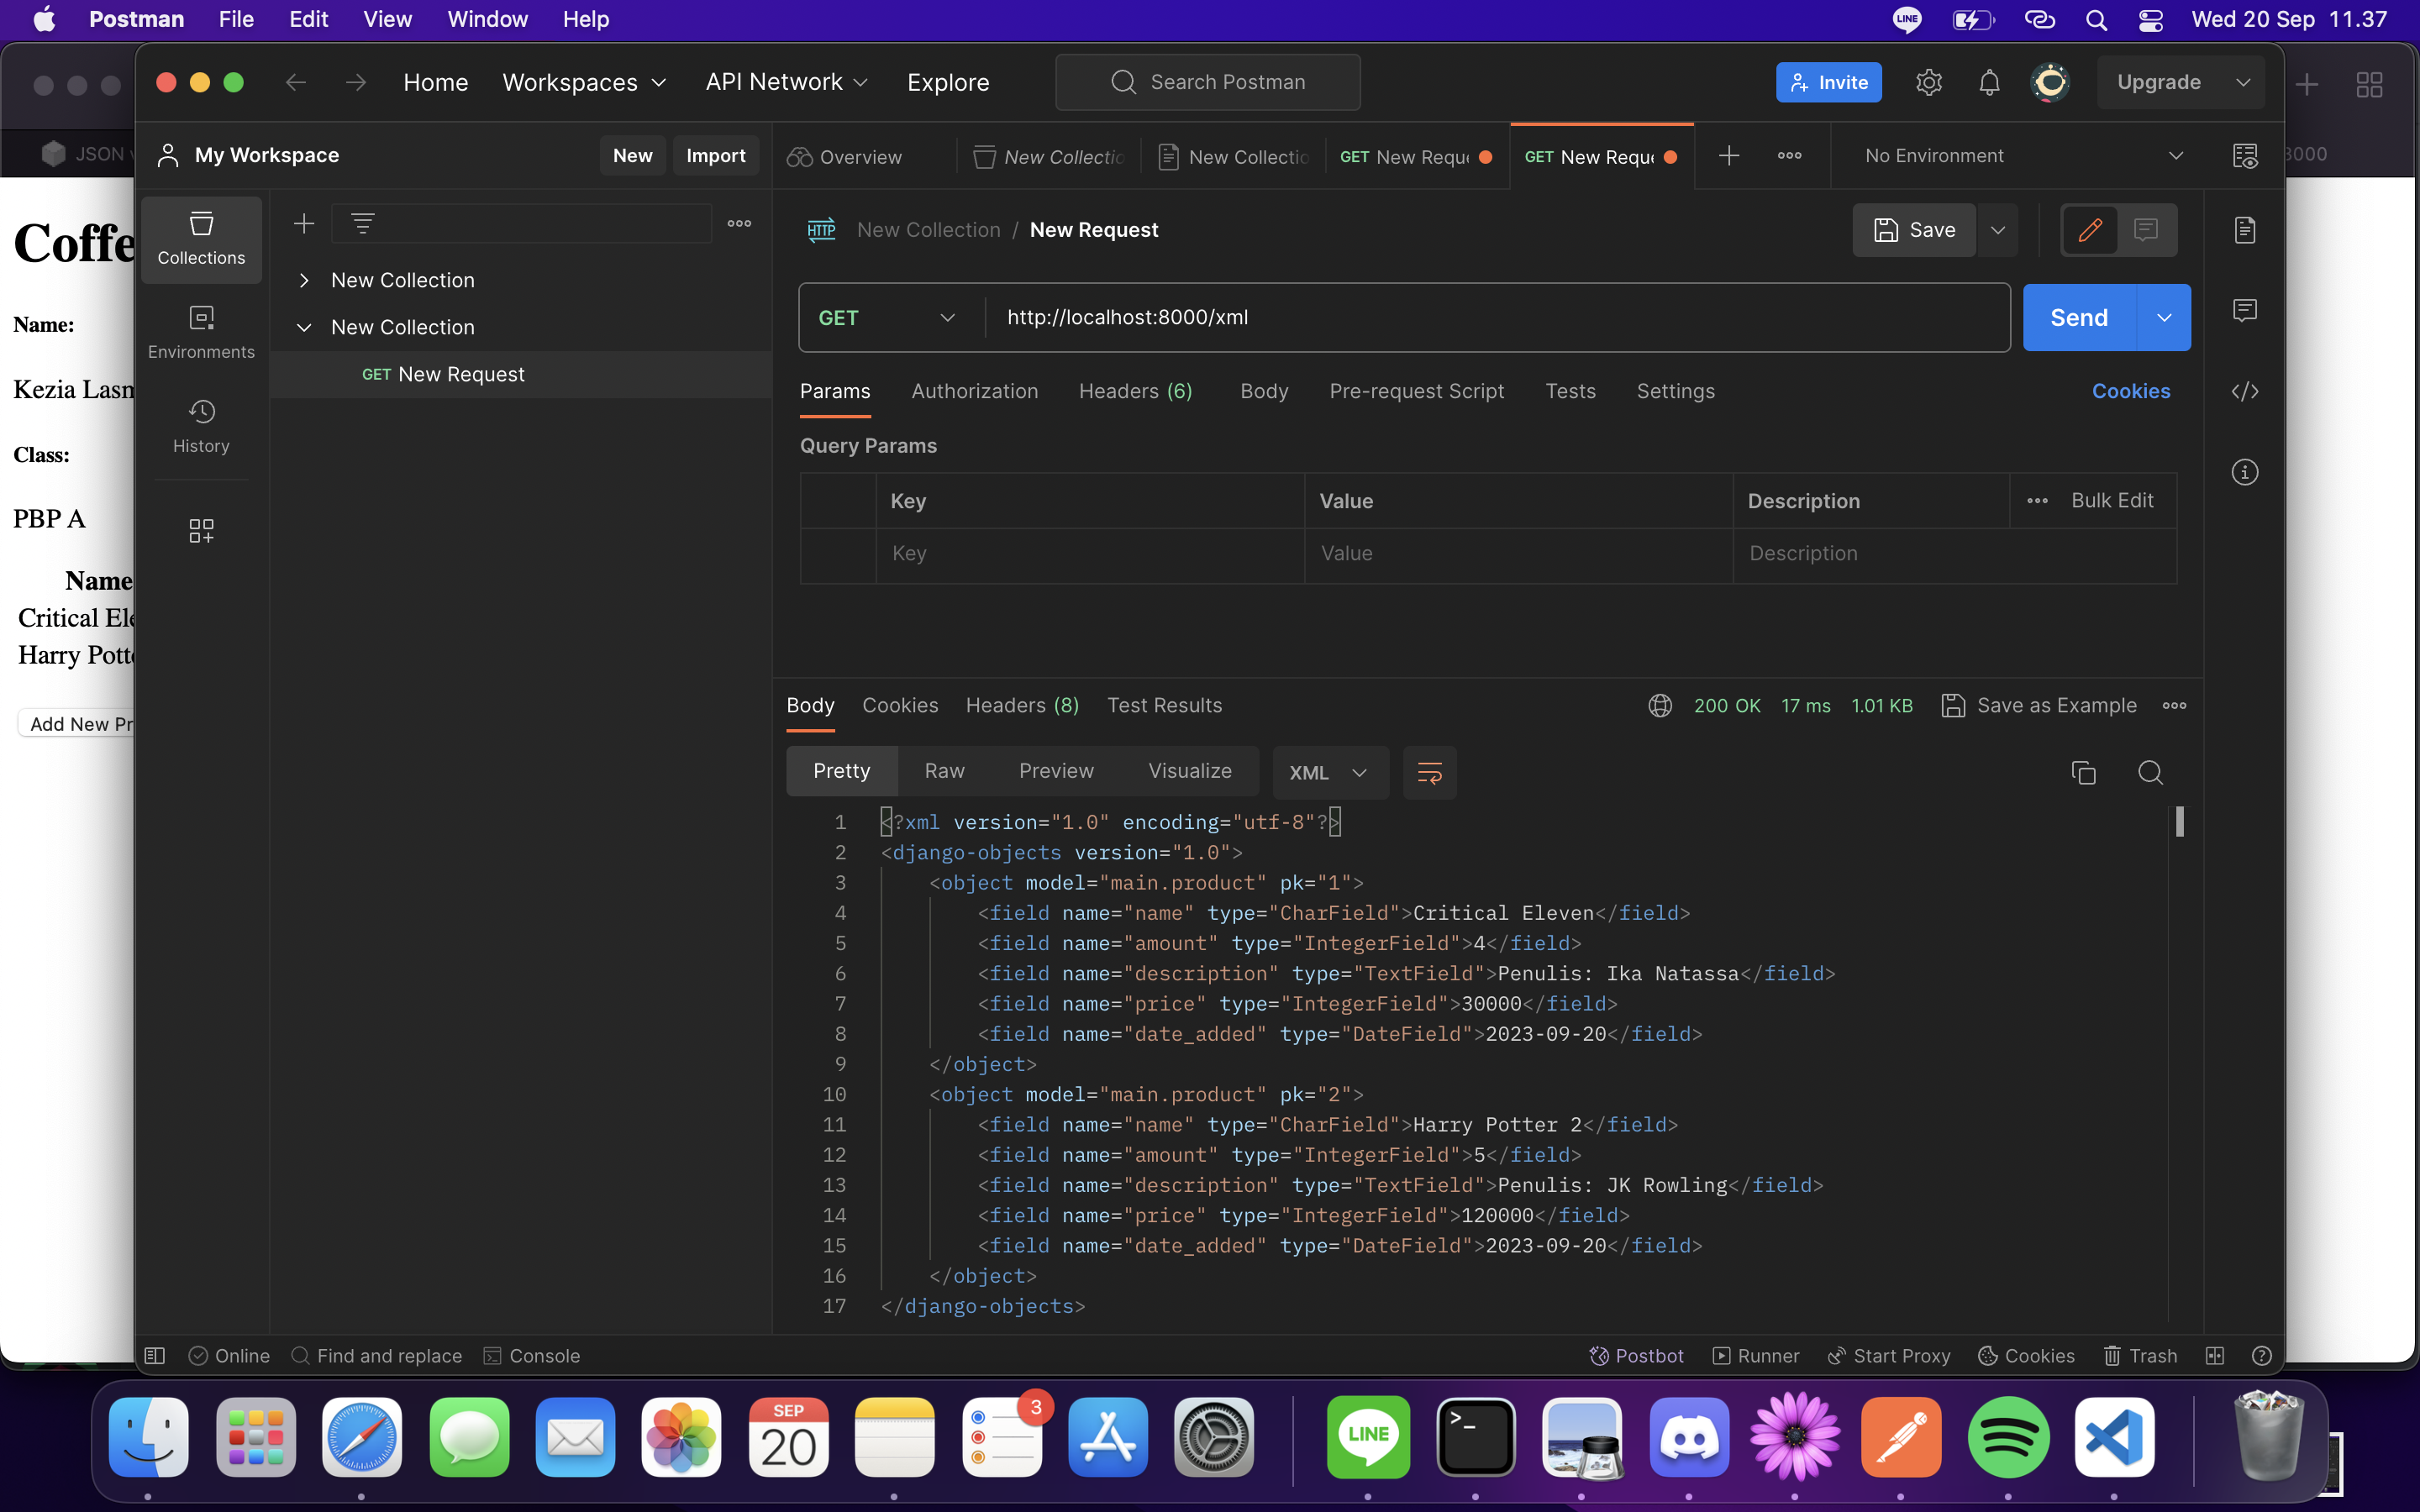 Postman File Edit View Window Help LINE Wed 20 Sep 11.37
Home Workspaces API Network Explore Search Postman Invite Upgrade
JSON 8000
My Workspace New Import Overview New Collectio New Collectio GET New Reque GET New Reque No Environment
Coffe
Collections
HTTP New Collection / New Request Save
New Collection
Name:
Environments
New Collection
GET http://localhost:8000/xml Send
GET New Request
Kezia Lasm
Params Authorization Headers (6) Body Pre-request Script Tests Settings Cookies
History
Class:
Query Params
PBP A
Key Value Description Bulk Edit
Key Value Description
Name
Critical Ele
Harry Potte
Add New Pr
Body Cookies Headers (8) Test Results 200 OK 17 ms 1.01 KB Save as Example
Pretty Raw Preview Visualize XML
1 <?xml version="1.0" encoding="utf-8"?>
2 <django-objects version="1.0">
3 <object model="main.product" pk="1">
4 <field name="name" type="CharField">Critical Eleven</field>
5 <field name="amount" type="IntegerField">4</field>
6 <field name="description" type="TextField">Penulis: Ika Natassa</field>
7 <field name="price" type="IntegerField">30000</field>
8 <field name="date_added" type="DateField">2023-09-20</field>
9 </object>
10 <object model="main.product" pk="2">
11 <field name="name" type="CharField">Harry Potter 2</field>
12 <field name="amount" type="IntegerField">5</field>
13 <field name="description" type="TextField">Penulis: JK Rowling</field>
14 <field name="price" type="IntegerField">120000</field>
15 <field name="date_added" type="DateField">2023-09-20</field>
16 </object>
17 </django-objects>
Online Find and replace Console Postbot Runner Start Proxy Cookies Trash
SEP
20
3
LINE